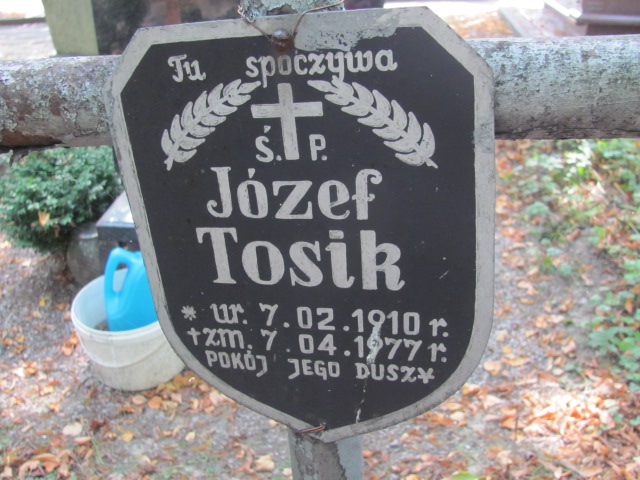 Tu spoczywa
Ś. P.
Józef
Tosik
* ur. 7.02.1910 r.
† zm. 7.04.1977 r.
POKÓJ JEGO DUSZY